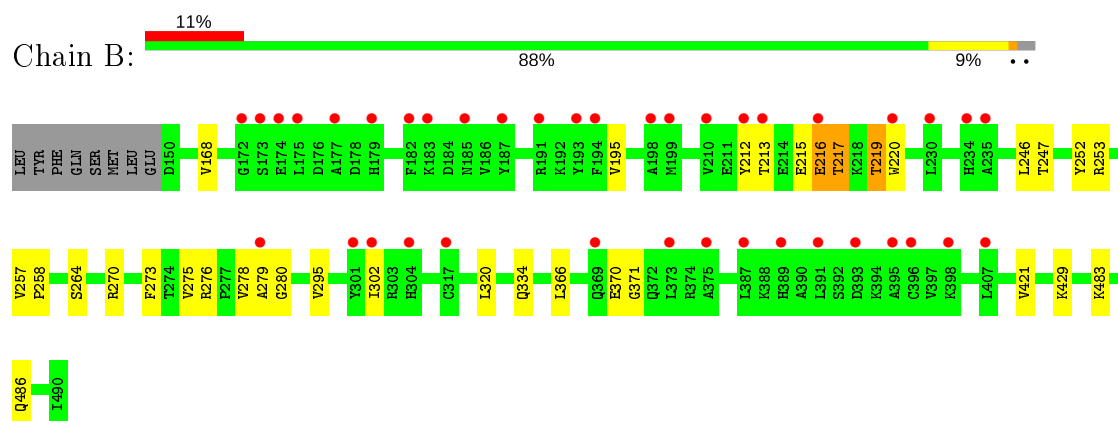 11%
Chain B:
88% 9% • •
LEU TYR PHE GLN SER MET LEU GLU D150 V168 G172 S173 E174 L175 D176 A177 D178 H179 F182 K183 D184 N185 V186 Y187 R191 K192 Y193 F194 V195 A198 M199 V210 E211 Y212 T213 E214 E215 E216 T217 K218 T219 W220 L230 H234 A235 L246 T247 Y252 R253
V257 P258 S264 R270 F273 T274 V275 R276 P277 V278 A279 G280 V295 Y301 I302 R303 H304 C317 L320 Q334 L366 Q369 E370 G371 Q372 L373 R374 A375 L387 K388 H389 A390 L391 S392 D393 K394 A395 C396 V397 K398 L407 V421 K429 K483
Q486 I490